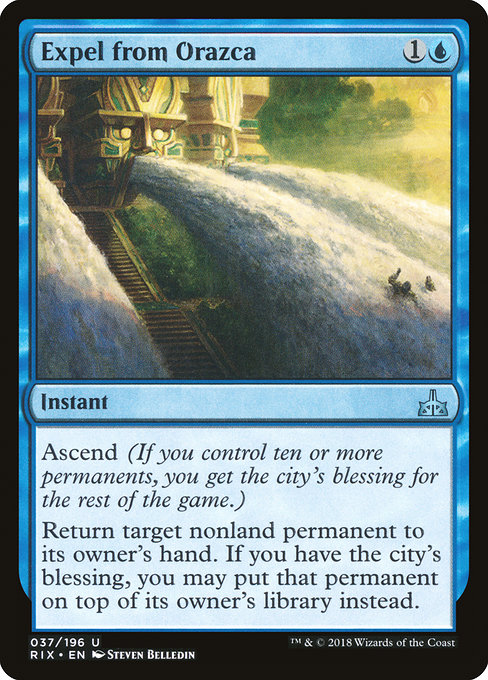 Expel from Orazca 1
Instant
Ascend (If you control ten or more
permanents, you get the city's blessing for
the rest of the game.)
Return target nonland permanent to
its owner's hand. If you have the city's
blessing, you may put that permanent
on top of its owner's library instead.
037/196 U
RIX • EN Steven Belledin
™ & © 2018 Wizards of the Coast